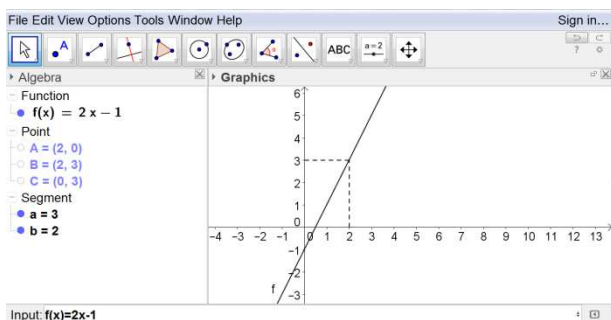 File Edit View Options Tools Window Help Sign in...
A
ABC
a=2
?
Algebra
Graphics
Function
f(x) = 2 x − 1
Point
A = (2, 0)
B = (2, 3)
C = (0, 3)
Segment
a = 3
b = 2
6
5
4
3
2
1
0
-4 -3 -2 -1 0 1 2 3 4 5 6 7 8 9 10 11 12 13
-1
-2
f
-3
Input: f(x)=2x-1